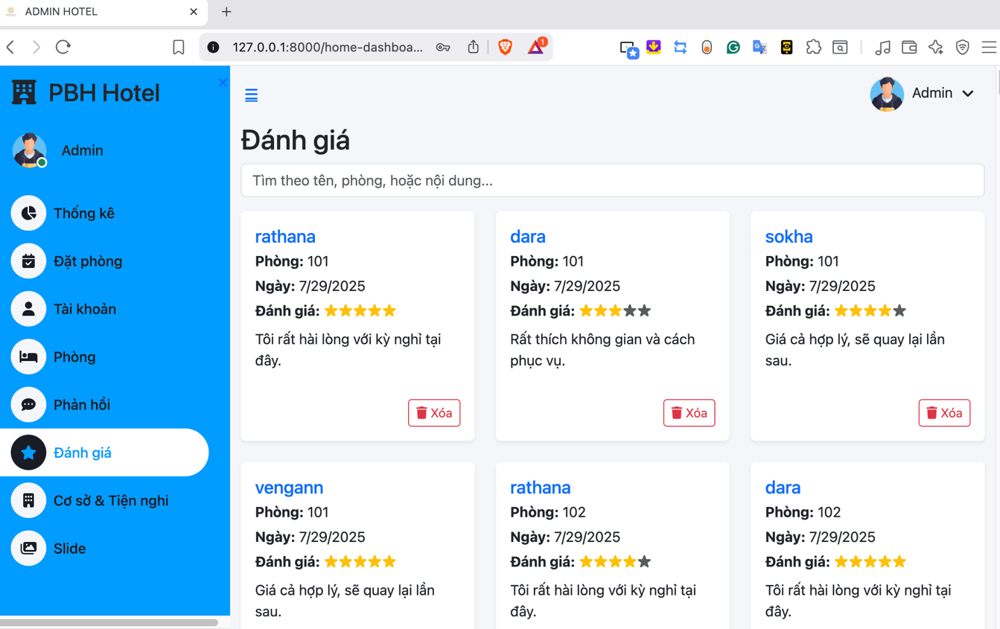 ADMIN HOTEL
127.0.0.1:8000/home-dashboa...
1
PBH Hotel
Admin
Admin
Thống kê
Đặt phòng
Tài khoản
Phòng
Phản hồi
Đánh giá
Cơ sở & Tiện nghi
Slide
Đánh giá
Tìm theo tên, phòng, hoặc nội dung...
rathana
Phòng: 101
Ngày: 7/29/2025
Đánh giá:
Tôi rất hài lòng với kỳ nghỉ tại
đây.
Xóa
dara
Phòng: 101
Ngày: 7/29/2025
Đánh giá:
Rất thích không gian và cách
phục vụ.
Xóa
sokha
Phòng: 101
Ngày: 7/29/2025
Đánh giá:
Giá cả hợp lý, sẽ quay lại lần
sau.
Xóa
vengann
Phòng: 101
Ngày: 7/29/2025
Đánh giá:
Giá cả hợp lý, sẽ quay lại lần
sau.
rathana
Phòng: 102
Ngày: 7/29/2025
Đánh giá:
Tôi rất hài lòng với kỳ nghỉ tại
đây.
dara
Phòng: 102
Ngày: 7/29/2025
Đánh giá:
Tôi rất hài lòng với kỳ nghỉ tại
đây.